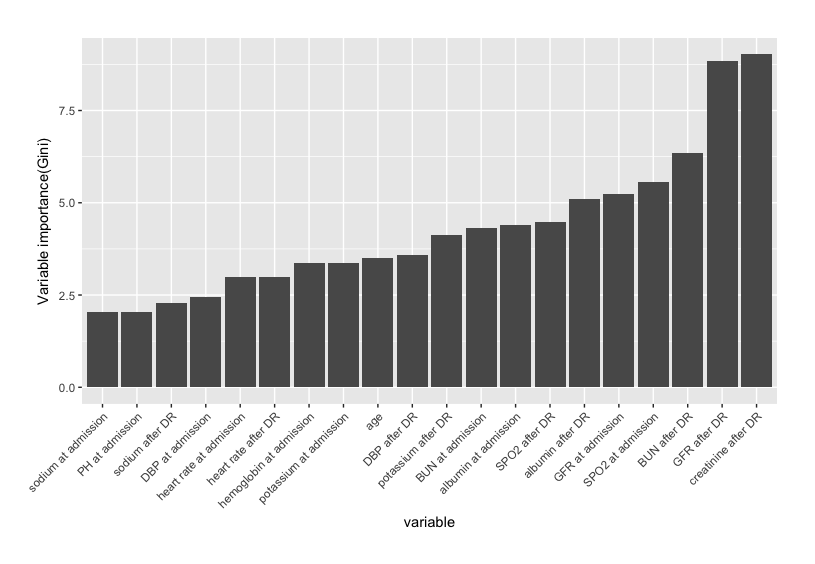 Variable importance(Gini)
7.5
5.0
2.5
0.0
sodium at admission
PH at admission
sodium after DR
DBP at admission
heart rate at admission
heart rate after DR
hemoglobin at admission
potassium at admission
age
DBP after DR
potassium after DR
BUN at admission
albumin at admission
SPO2 after DR
albumin after DR
GFR at admission
SPO2 at admission
BUN after DR
GFR after DR
creatinine after DR
variable